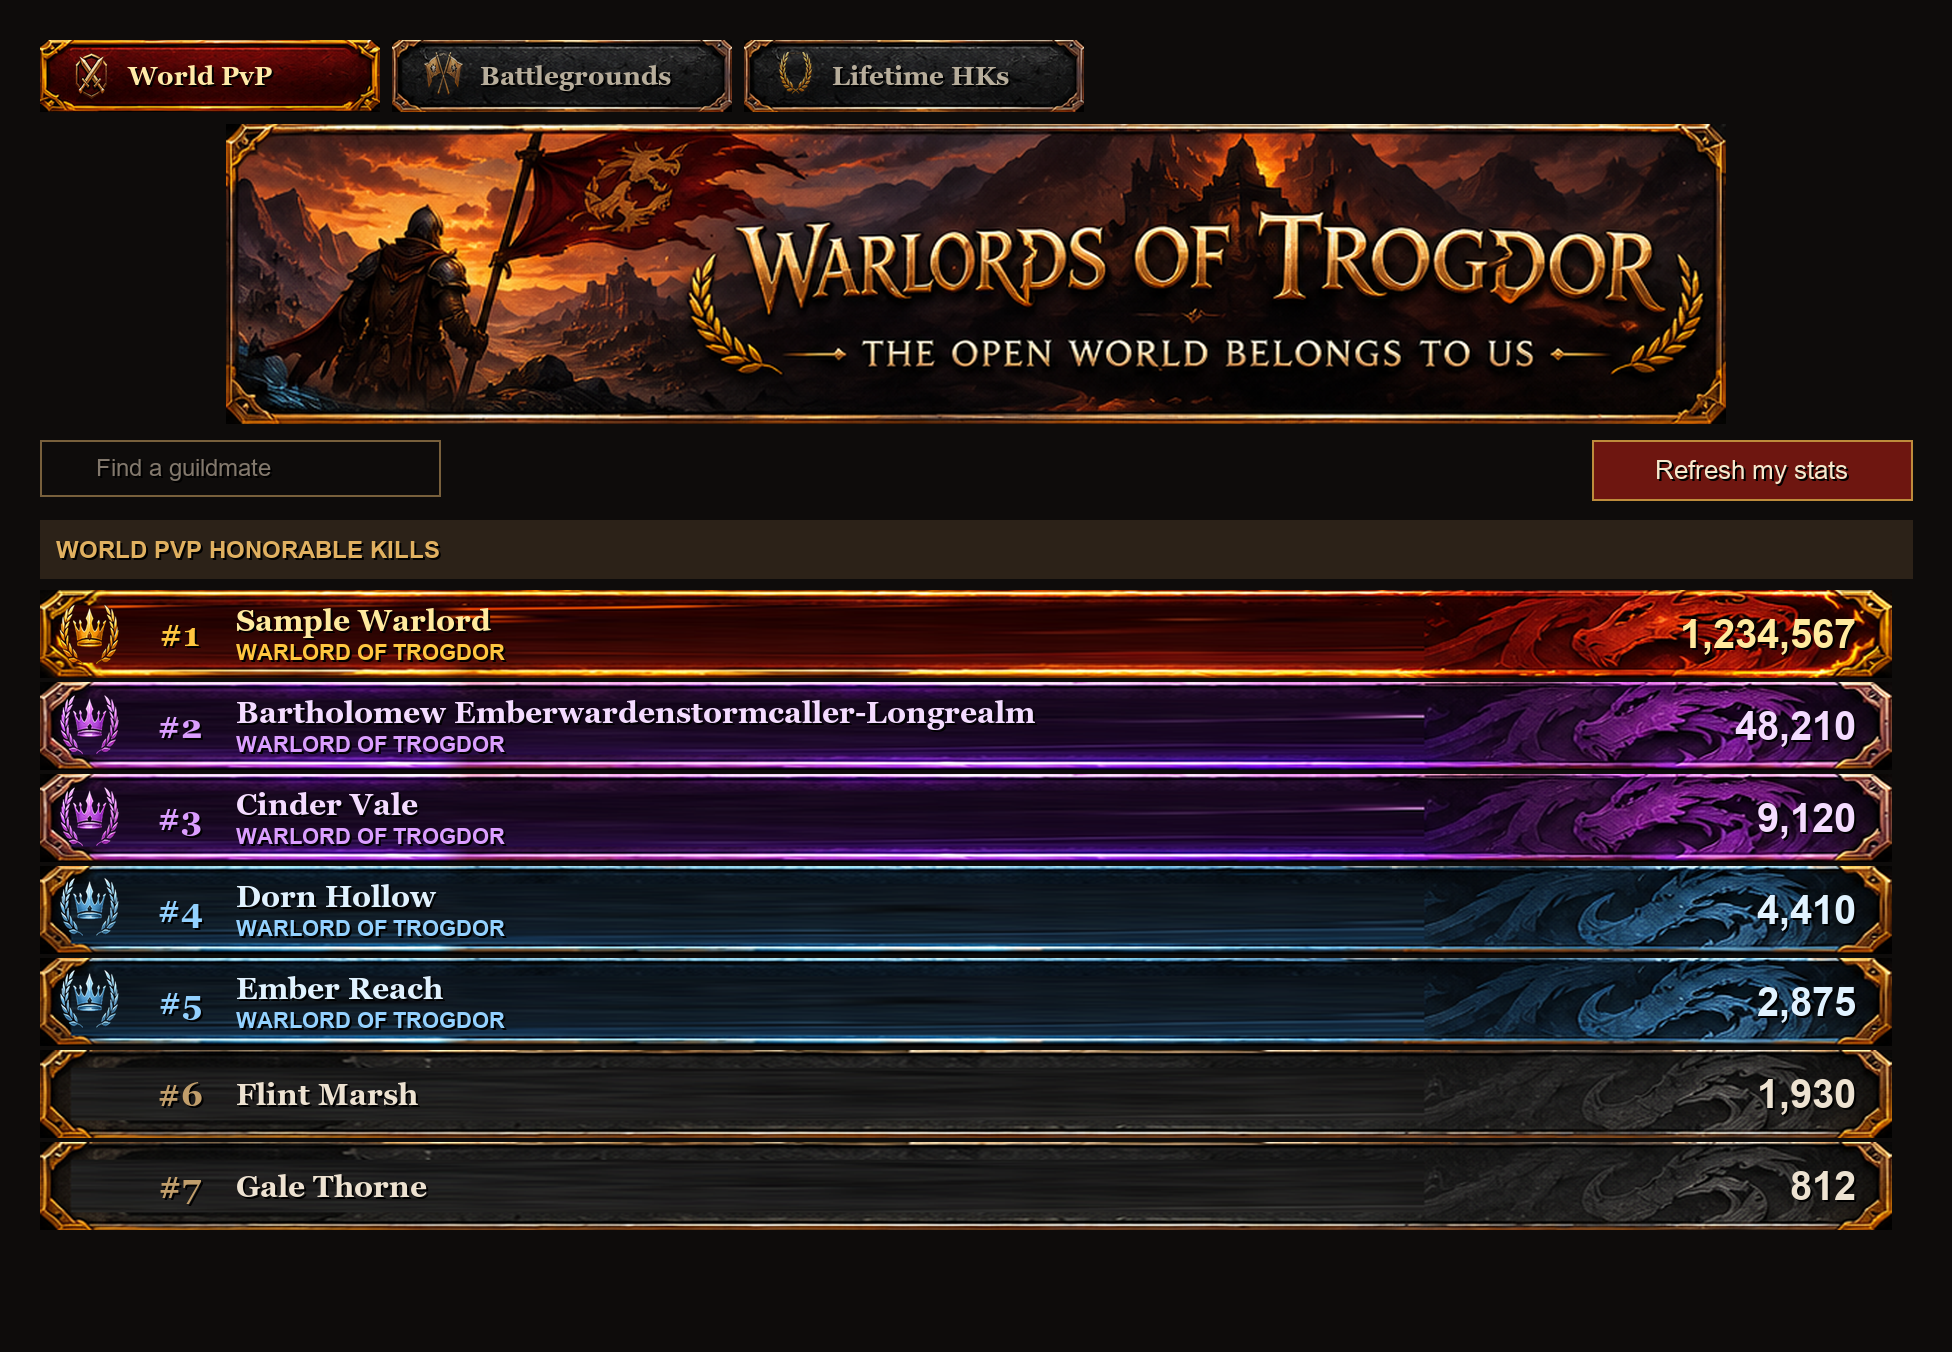 World PvP
Battlegrounds
Lifetime HKs
WARLORDS OF TROGDOR
THE OPEN WORLD BELONGS TO US
Find a guildmate
Refresh my stats
WORLD PVP HONORABLE KILLS
#1 Sample Warlord 1,234,567
WARLORD OF TROGDOR
#2 Bartholomew Emberwardenstormcaller-Longrealm 48,210
WARLORD OF TROGDOR
#3 Cinder Vale 9,120
WARLORD OF TROGDOR
#4 Dorn Hollow 4,410
WARLORD OF TROGDOR
#5 Ember Reach 2,875
WARLORD OF TROGDOR
#6 Flint Marsh 1,930
#7 Gale Thorne 812